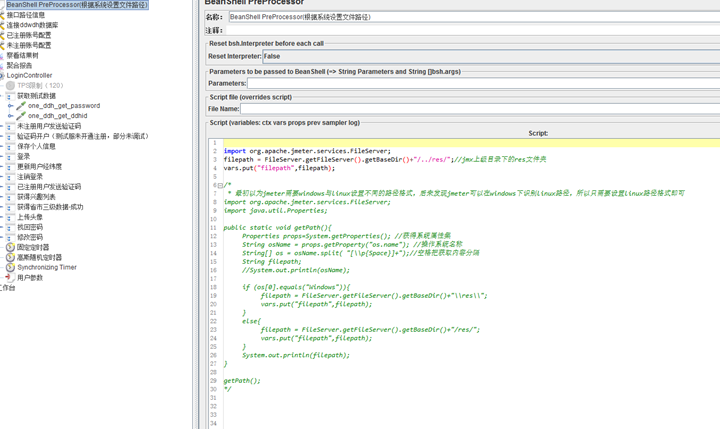 BeanShell PreProcessor(根据系统设置文件路径)
接口路径信息
连接ddwdh数据库
已注册账号配置
未注册用户配置
察看结果树
聚合报告
LoginController
TPS限制（120）
获取测试数据
one_ddh_get_password
one_ddh_get_ddhid
未注册用户发送验证码
验证码开户（测试服未开通注册，部分未调试）
保存个人信息
登录
更新用户经纬度
注销登录
已注册用户发送验证码
获得兴趣列表
获得省市三级数据-成功
上传头像
找回密码
修改密码
固定定时器
高斯随机定时器
Synchronizing Timer
用户参数
工作台
BeanShell PreProcessor
名称: BeanShell PreProcessor(根据系统设置文件路径)
注释:
Reset bsh.Interpreter before each call
Reset Interpreter: False
Parameters to be passed to BeanShell (=> String Parameters and String []bsh.args)
Parameters:
Script file (overrides script)
File Name:
Script (variables: ctx vars props prev sampler log)
Script:
1
2 import org.apache.jmeter.services.FileServer;
3 filepath = FileServer.getFileServer().getBaseDir()+"/../res/";//jmx上级目录下的res文件夹
4 vars.put("filepath",filepath);
5
6 /*
7 * 最初以为jmeter需要windows与linux设置不同的路径格式，后来发现jmeter可以在windows下识别linux路径，所以只需要设置linux路径格式即可
8 import org.apache.jmeter.services.FileServer;
9 import java.util.Properties;
10
11 public static void getPath(){
12 Properties props=System.getProperties(); //获得系统属性集
13 String osName = props.getProperty("os.name"); //操作系统名称
14 String[] os = osName.split( "[\\p{Space}]+");//空格把获取内容分隔
15 String filepath;
16 //System.out.println(osName);
17
18 if (os[0].equals("Windows")){
19 filepath = FileServer.getFileServer().getBaseDir()+"\\res\\";
20 vars.put("filepath",filepath);
21 }
22 else{
23 filepath = FileServer.getFileServer().getBaseDir()+"/res/";
24 vars.put("filepath",filepath);
25 }
26 System.out.println(filepath);
27 }
28
29 getPath();
30 */
31
32
33
34